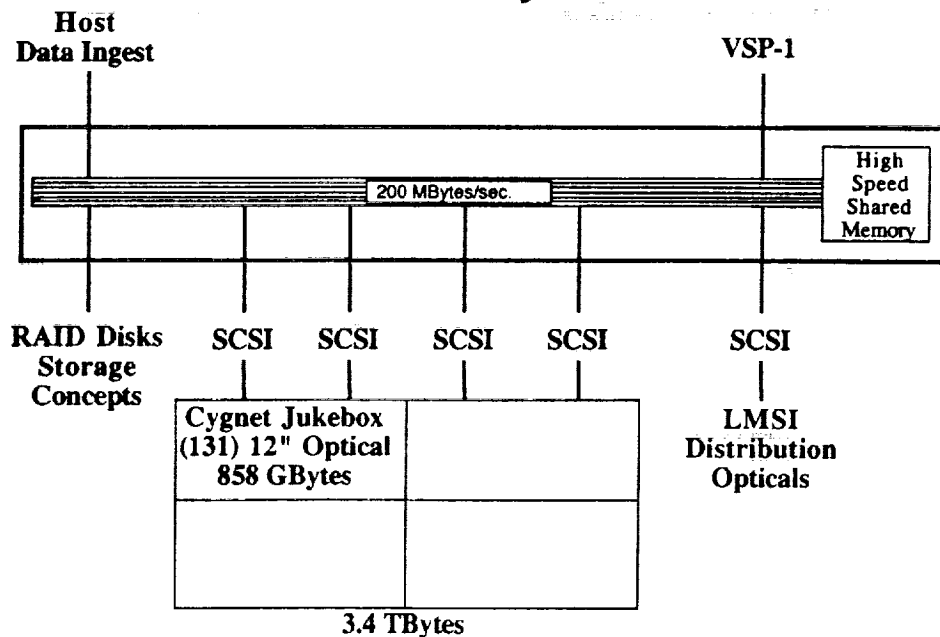 Host
Data Ingest
VSP-1
200 MBytes/sec.
High
Speed
Shared
Memory
RAID Disks
Storage
Concepts
SCSI
SCSI
SCSI
SCSI
SCSI
Cygnet Jukebox
(131) 12" Optical
858 GBytes
LMSI
Distribution
Opticals
3.4 TBytes